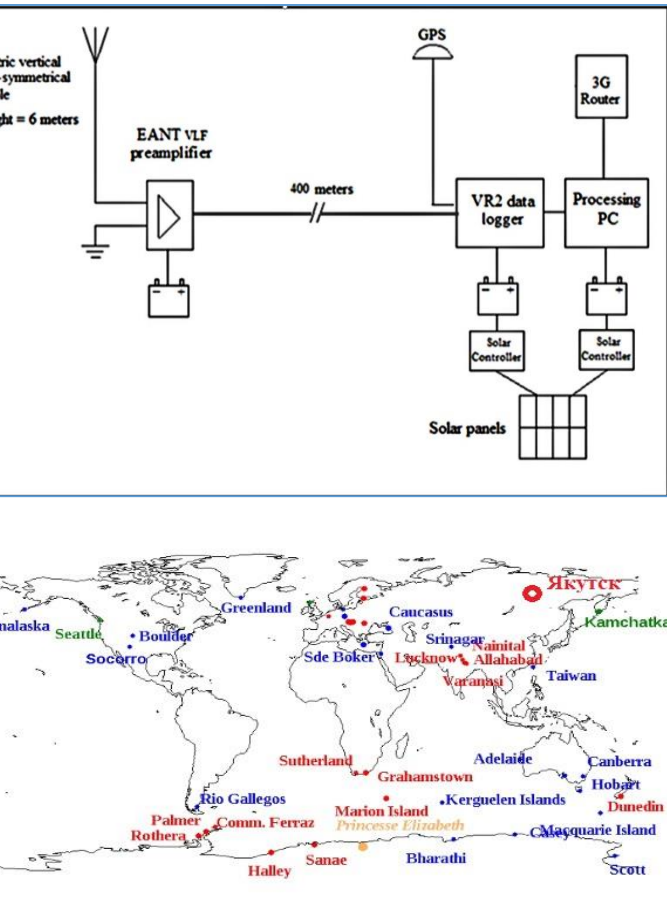 GPS
ric vertical
-symmetrical
le
ht = 6 meters
3G
Router
EANT VLF
preamplifier
400 meters
VR2 data
logger
Processing
PC
- +
- +
- +
Solar
Controller
Solar
Controller
Solar panels
Якутск
Greenland
Caucasus
Kamchatka
nalaska
Seattle
Boulder
Srinagar
Nainital
Socorro
Sde Boker
Lucknow
Allahabad
Varanasi
Taiwan
Sutherland
Grahamstown
Adelaide
Canberra
Hobart
Rio Gallegos
Marion Island
Kerguelen Islands
Dunedin
Palmer
Comm. Ferraz
Princesse Elizabeth
Rothera
Casey
Macquarie Island
Halley
Sanae
Bharathi
Scott